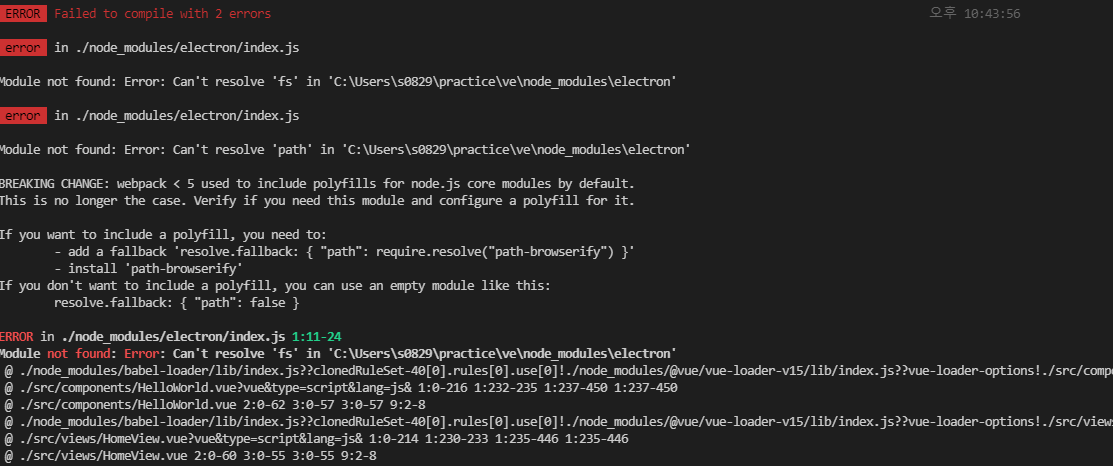 ERROR Failed to compile with 2 errors 오후 10:43:56
error in ./node_modules/electron/index.js
Module not found: Error: Can't resolve 'fs' in 'C:\Users\s0829\practice\ve\node_modules\electron'
error in ./node_modules/electron/index.js
Module not found: Error: Can't resolve 'path' in 'C:\Users\s0829\practice\ve\node_modules\electron'
BREAKING CHANGE: webpack < 5 used to include polyfills for node.js core modules by default.
This is no longer the case. Verify if you need this module and configure a polyfill for it.
If you want to include a polyfill, you need to:
- add a fallback 'resolve.fallback: { "path": require.resolve("path-browserify") }'
- install 'path-browserify'
If you don't want to include a polyfill, you can use an empty module like this:
resolve.fallback: { "path": false }
ERROR in ./node_modules/electron/index.js 1:11-24
Module not found: Error: Can't resolve 'fs' in 'C:\Users\s0829\practice\ve\node_modules\electron'
@ ./node_modules/babel-loader/lib/index.js??clonedRuleSet-40[0].rules[0].use[0]!./node_modules/@vue/vue-loader-v15/lib/index.js??vue-loader-options!./src/compo
@ ./src/components/HelloWorld.vue?vue&type=script&lang=js& 1:0-216 1:232-235 1:237-450 1:237-450
@ ./src/components/HelloWorld.vue 2:0-62 3:0-57 3:0-57 9:2-8
@ ./node_modules/babel-loader/lib/index.js??clonedRuleSet-40[0].rules[0].use[0]!./node_modules/@vue/vue-loader-v15/lib/index.js??vue-loader-options!./src/views
@ ./src/views/HomeView.vue?vue&type=script&lang=js& 1:0-214 1:230-233 1:235-446 1:235-446
@ ./src/views/HomeView.vue 2:0-60 3:0-55 3:0-55 9:2-8